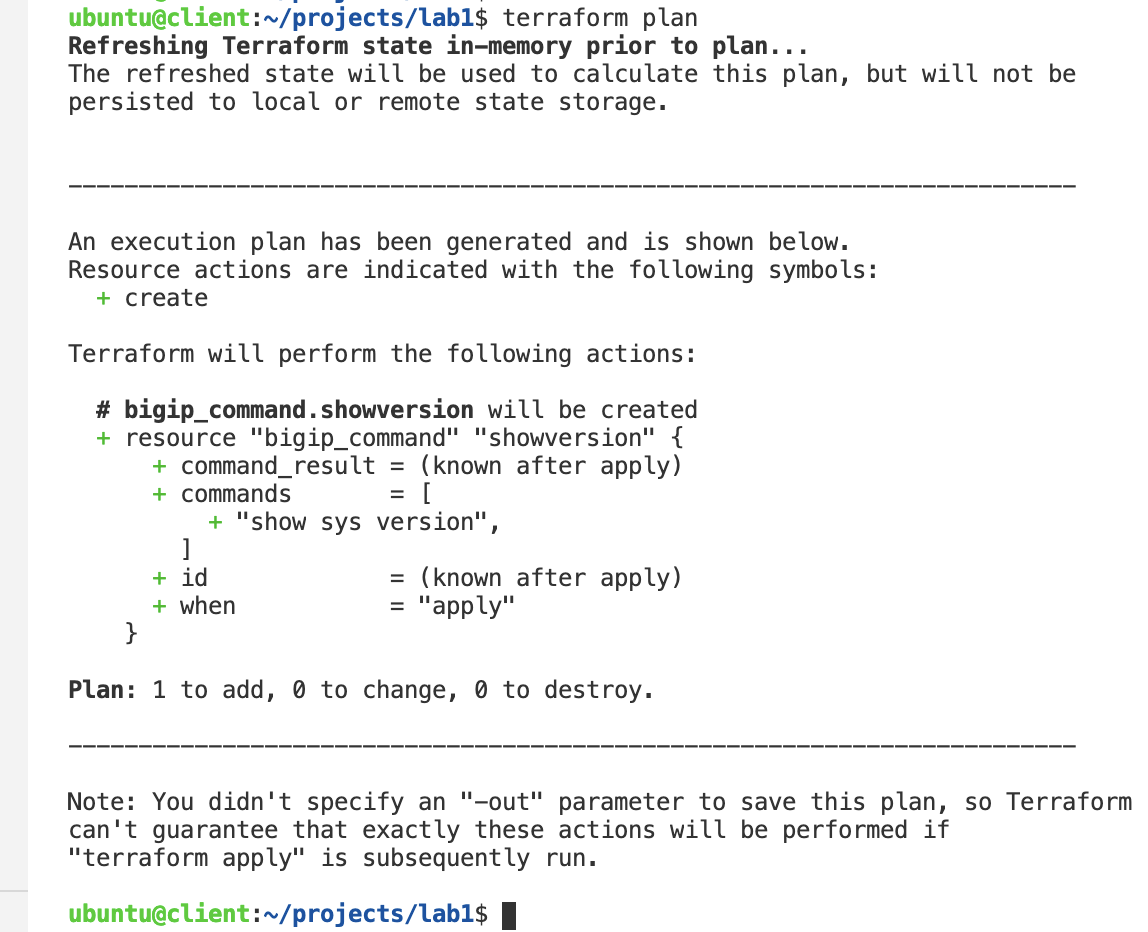 ubuntu@client:~/projects/lab1$ terraform plan
Refreshing Terraform state in-memory prior to plan...
The refreshed state will be used to calculate this plan, but will not be
persisted to local or remote state storage.
------------------------------------------------------------------------
An execution plan has been generated and is shown below.
Resource actions are indicated with the following symbols:
  + create
Terraform will perform the following actions:
  # bigip_command.showversion will be created
  + resource "bigip_command" "showversion" {
      + command_result = (known after apply)
      + commands       = [
          + "show sys version",
        ]
      + id             = (known after apply)
      + when           = "apply"
    }
Plan: 1 to add, 0 to change, 0 to destroy.
------------------------------------------------------------------------
Note: You didn't specify an "-out" parameter to save this plan, so Terraform
can't guarantee that exactly these actions will be performed if
"terraform apply" is subsequently run.
ubuntu@client:~/projects/lab1$